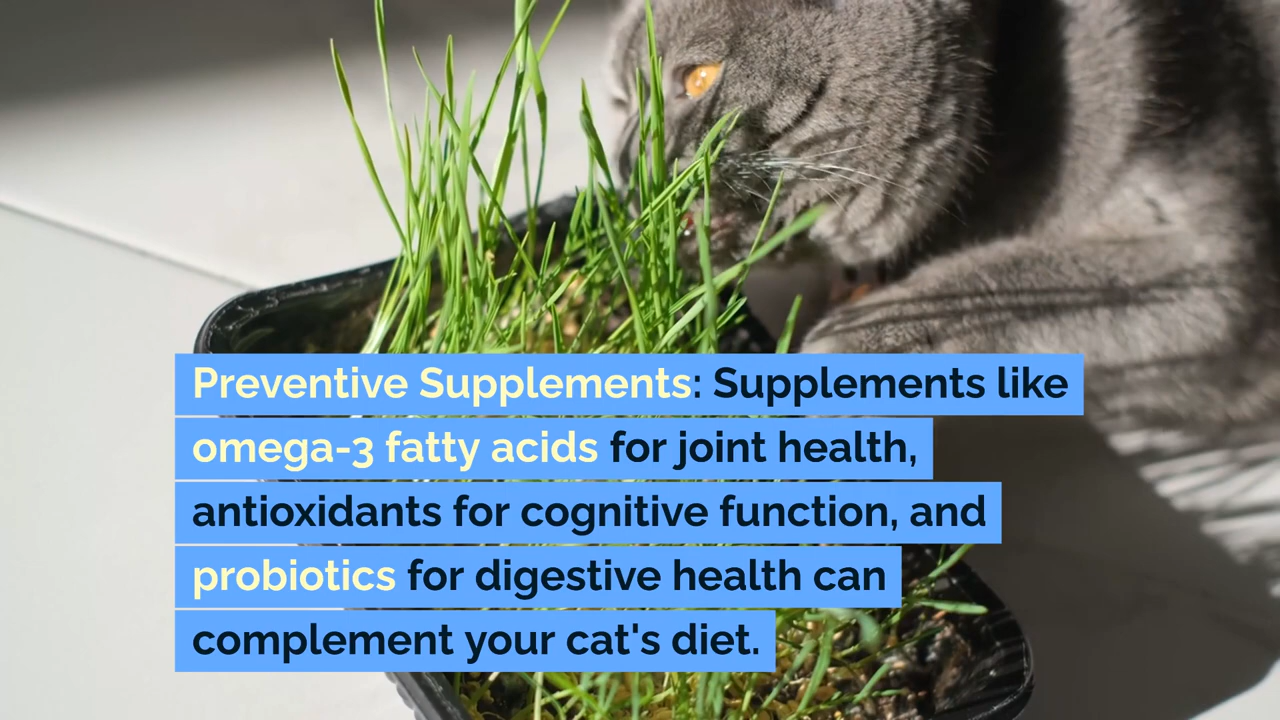 Preventive Supplements: Supplements like
omega-3 fatty acids for joint health,
antioxidants for cognitive function, and
probiotics for digestive health can
complement your cat's diet.